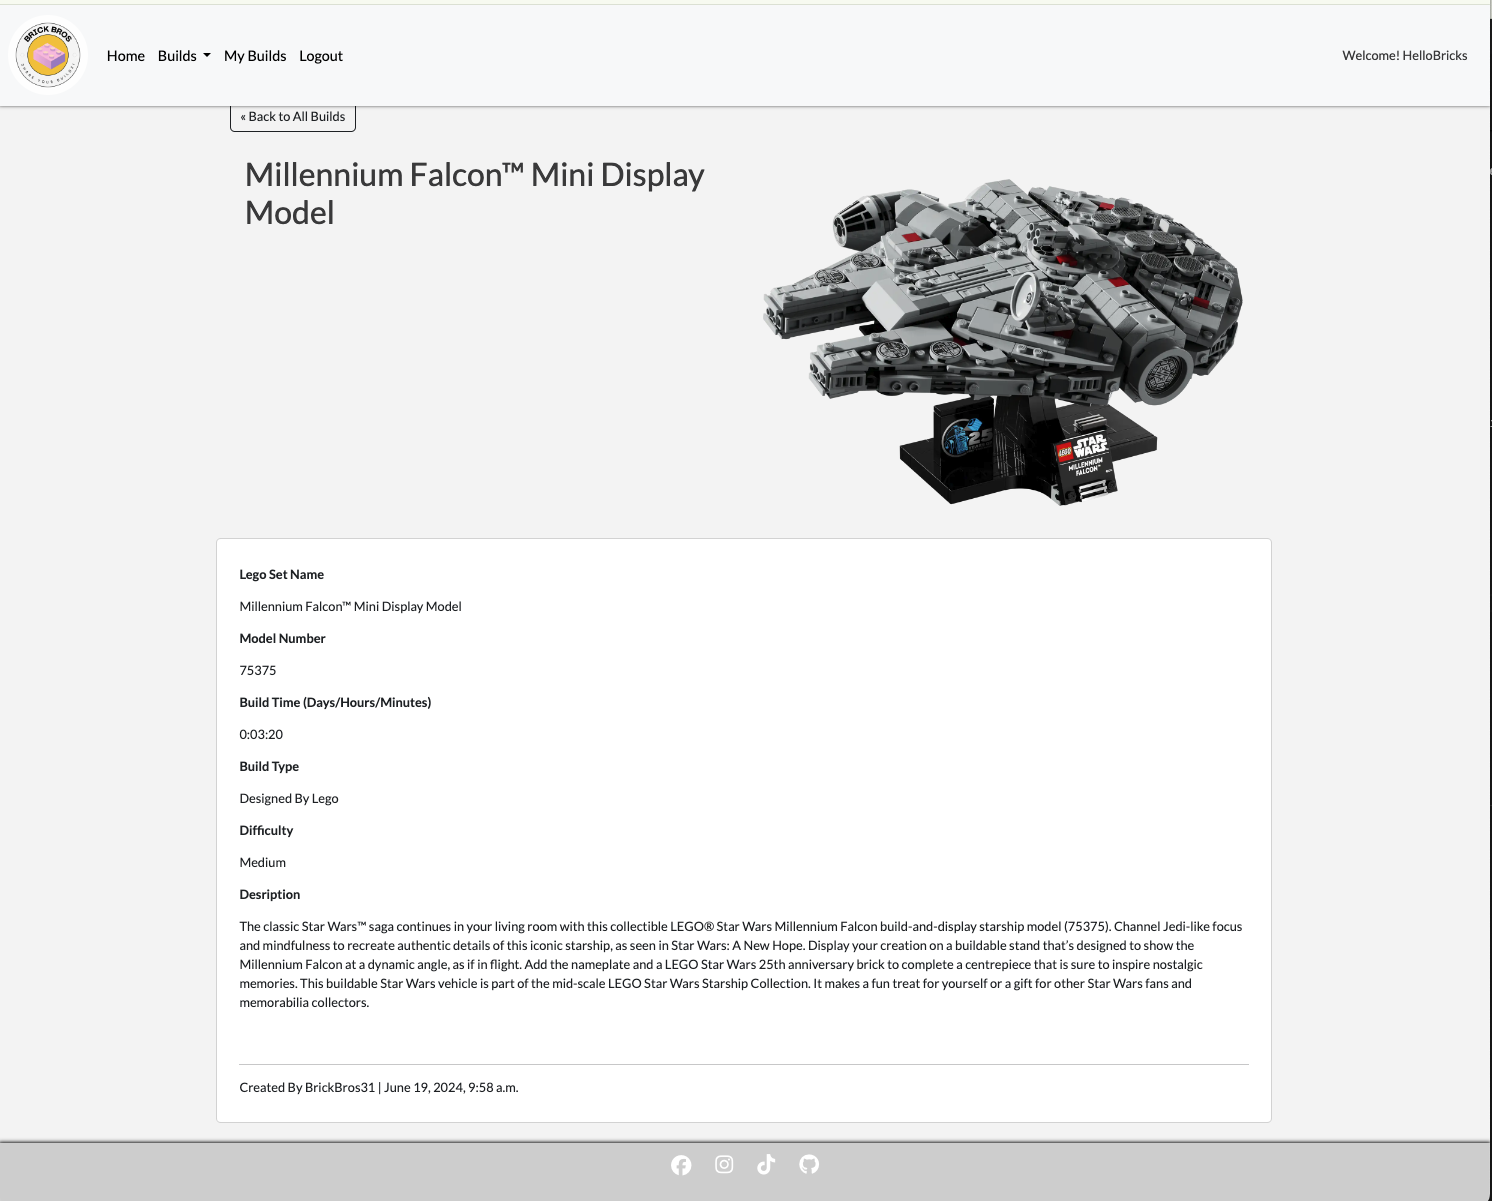 BRICK BROS
SHARE YOUR BUILDS!
Home Builds My Builds Logout
Welcome! HelloBricks
« Back to All Builds
Millennium Falcon™ Mini Display
Model
25
LEGO STAR
WARS
MILLENNIUM
FALCON™
Lego Set Name
Millennium Falcon™ Mini Display Model
Model Number
75375
Build Time (Days/Hours/Minutes)
0:03:20
Build Type
Designed By Lego
Difficulty
Medium
Desription
The classic Star Wars™ saga continues in your living room with this collectible LEGO® Star Wars Millennium Falcon build-and-display starship model (75375). Channel Jedi-like focus
and mindfulness to recreate authentic details of this iconic starship, as seen in Star Wars: A New Hope. Display your creation on a buildable stand that’s designed to show the
Millennium Falcon at a dynamic angle, as if in flight. Add the nameplate and a LEGO Star Wars 25th anniversary brick to complete a centrepiece that is sure to inspire nostalgic
memories. This buildable Star Wars vehicle is part of the mid-scale LEGO Star Wars Starship Collection. It makes a fun treat for yourself or a gift for other Star Wars fans and
memorabilia collectors.
Created By BrickBros31 | June 19, 2024, 9:58 a.m.